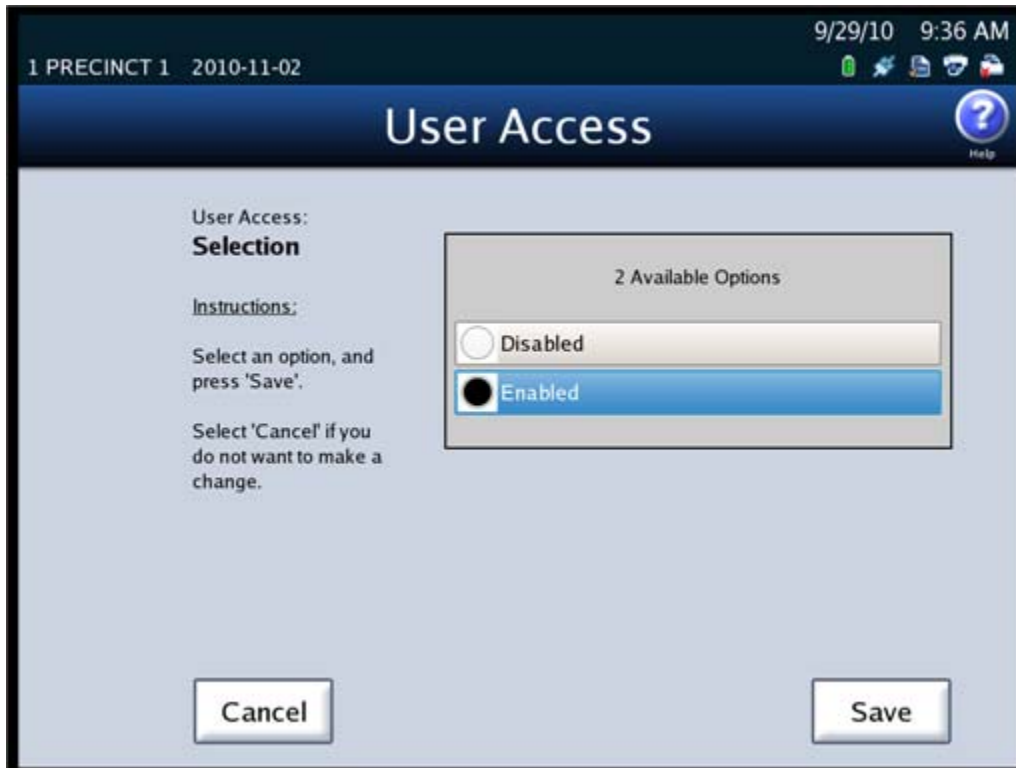 9/29/10 9:36 AM
1 PRECINCT 1 2010-11-02
User Access
Help
User Access:
Selection
Instructions:
Select an option, and
press 'Save'.
Select 'Cancel' if you
do not want to make a
change.
2 Available Options
Disabled
Enabled
Cancel
Save